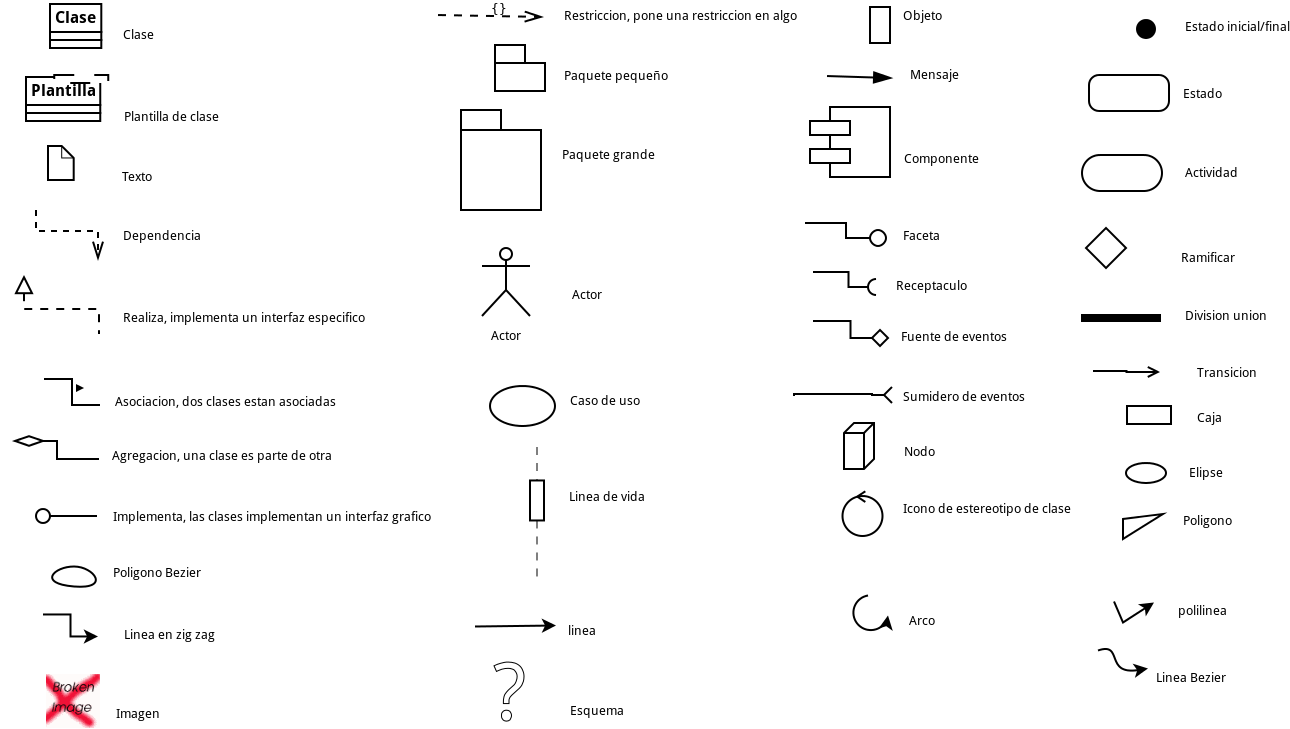 Clase
Clase
Plantilla
Plantilla de clase
Texto
Dependencia
Realiza, implementa un interfaz especifico
Asociacion, dos clases estan asociadas
Agregacion, una clase es parte de otra
Implementa, las clases implementan un interfaz grafico
Poligono Bezier
Linea en zig zag
Broken
Image
Imagen
{}
Restriccion, pone una restriccion en algo
Paquete pequeño
Paquete grande
Actor
Actor
Caso de uso
Linea de vida
linea
?
Esquema
Objeto
Mensaje
Componente
Faceta
Receptaculo
Fuente de eventos
Sumidero de eventos
Nodo
Icono de estereotipo de clase
Arco
Estado inicial/final
Estado
Actividad
Ramificar
Division union
Transicion
Caja
Elipse
Poligono
polilinea
Linea Bezier